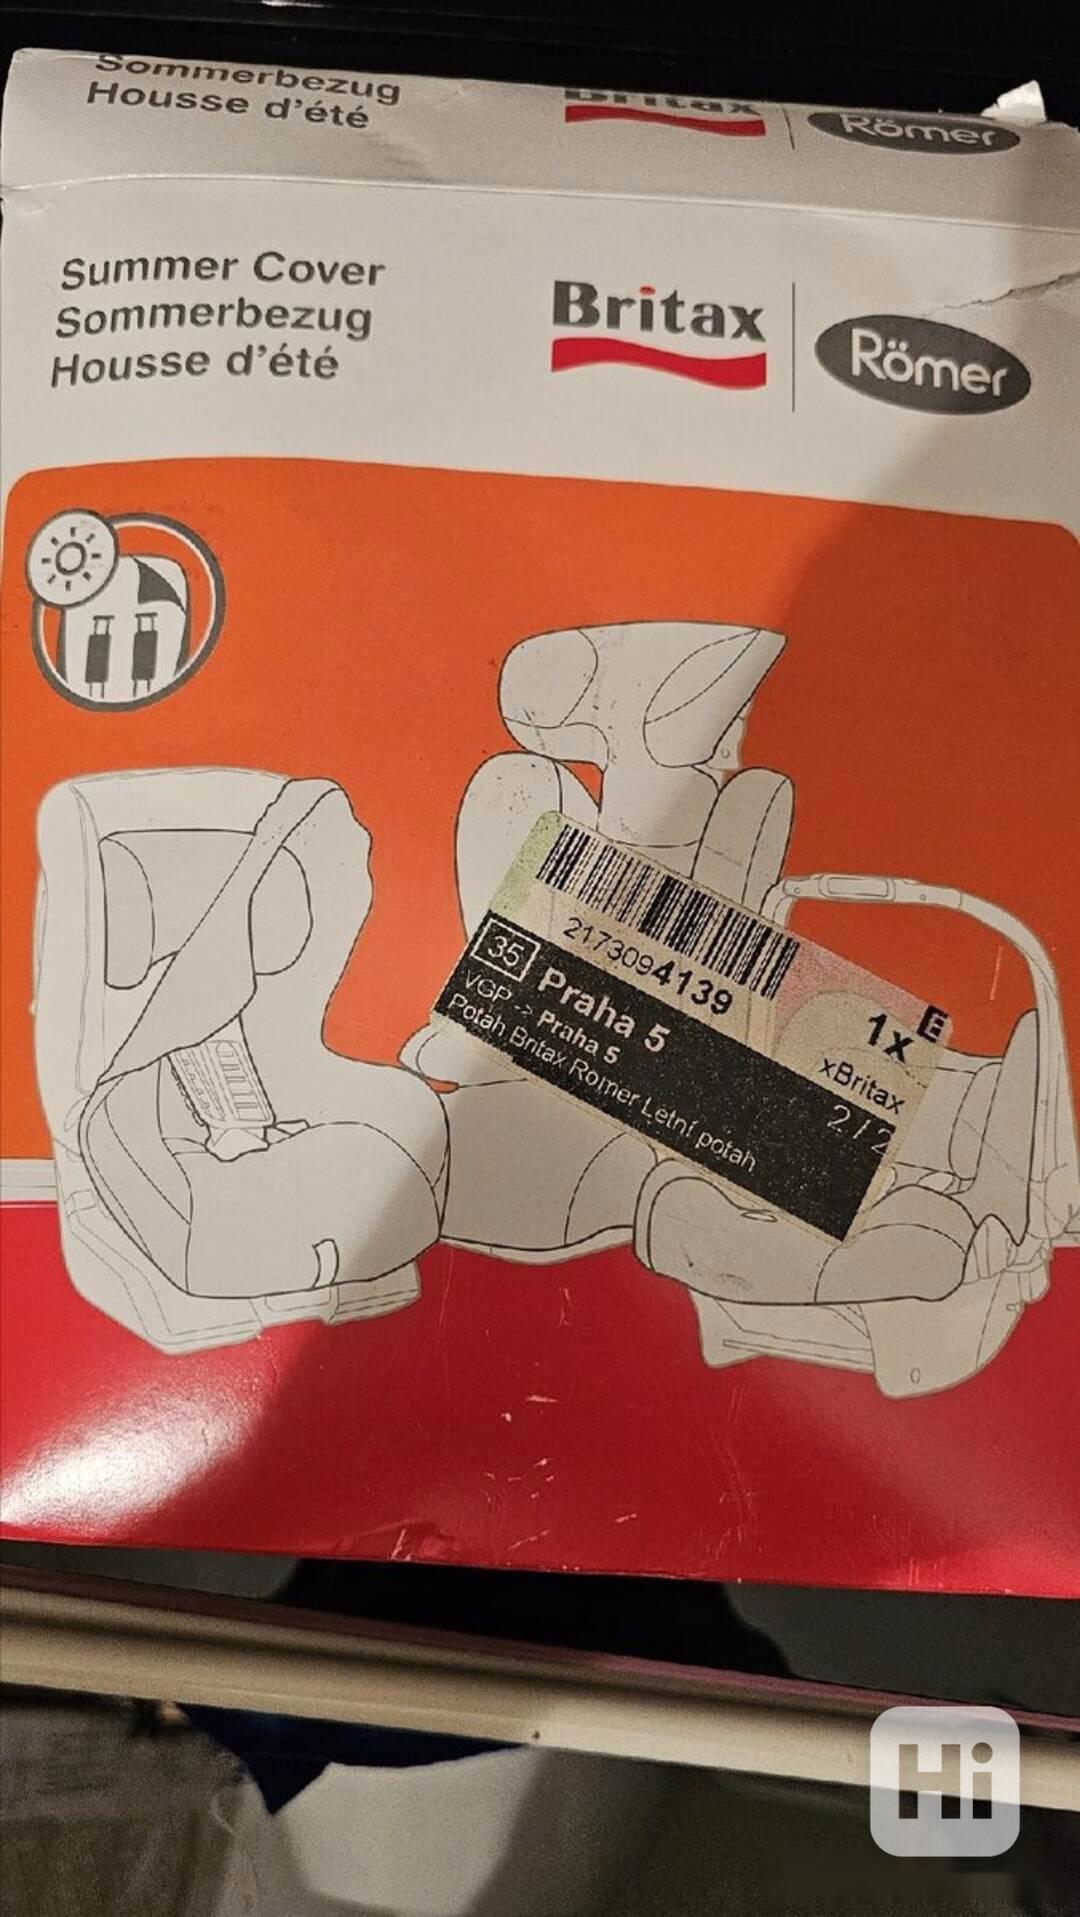 Sommerbezug
Housse d'été
Britax
Römer
Summer Cover
Sommerbezug
Housse d'été
Britax
Römer
2173094139
35 Praha 5
VGP -> Praha 5
Potah Britax Römer Letní potah
E
1x
xBritax
2/2
Hi